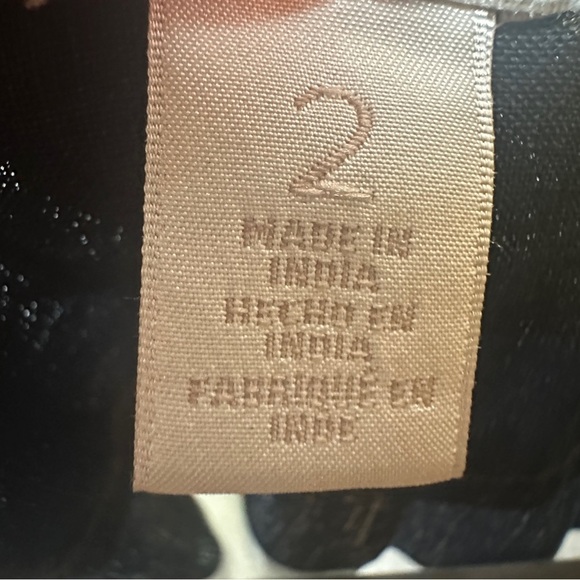 2
MADE IN
INDIA
HECHO EN
INDIA
FABRIQUÉ EN
INDE